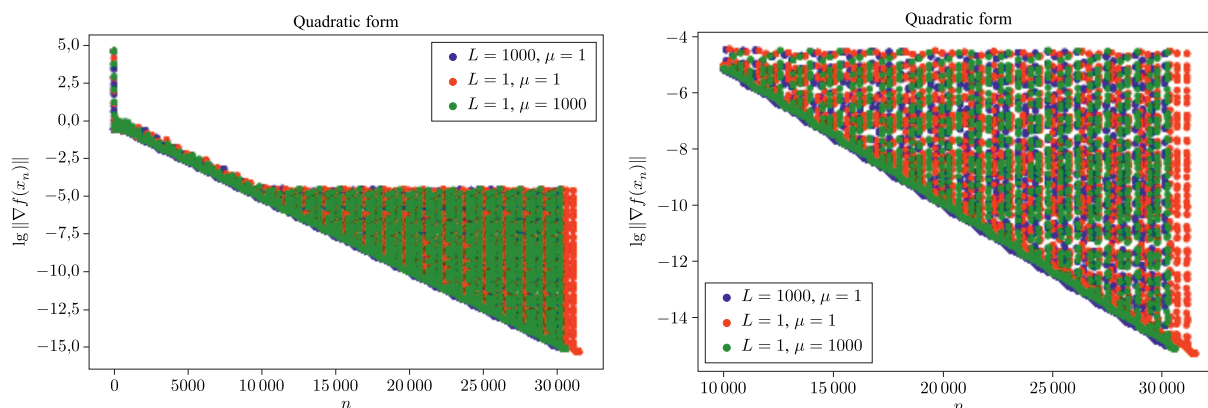 Quadratic form
5,0
2,5
0,0
−2,5
−5,0
−7,5
−10,0
−12,5
−15,0
lg ||∇f(x_n)||
L = 1000, μ = 1
L = 1, μ = 1
L = 1, μ = 1000
0 5000 10 000 15 000 20 000 25 000 30 000
n
Quadratic form
−4
−6
−8
−10
−12
−14
lg ||∇f(x_n)||
L = 1000, μ = 1
L = 1, μ = 1
L = 1, μ = 1000
10 000 15 000 20 000 25 000 30 000
n